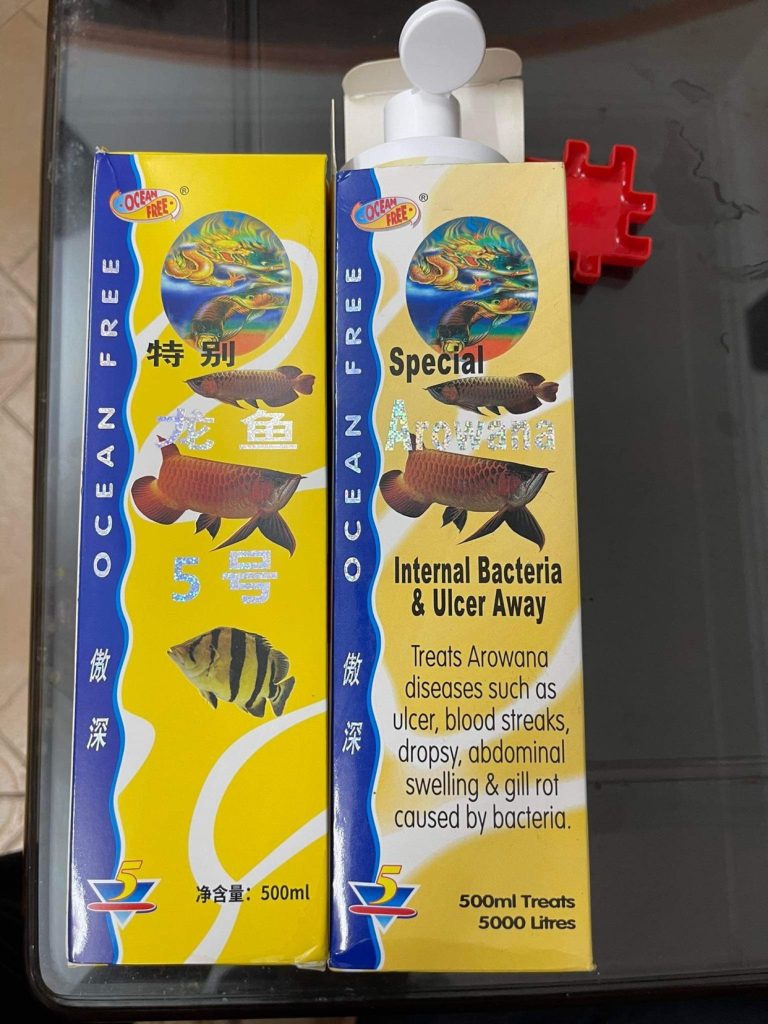 OCEAN
FREE
®
OCEAN FREE
傲深
特别
龙鱼
5号
5
净含量：500ml
OCEAN
FREE
®
OCEAN FREE
傲深
Special
Arowana
Internal Bacteria
& Ulcer Away
Treats Arowana
diseases such as
ulcer, blood streaks,
dropsy, abdominal
swelling & gill rot
caused by bacteria.
5
500ml Treats
5000 Litres